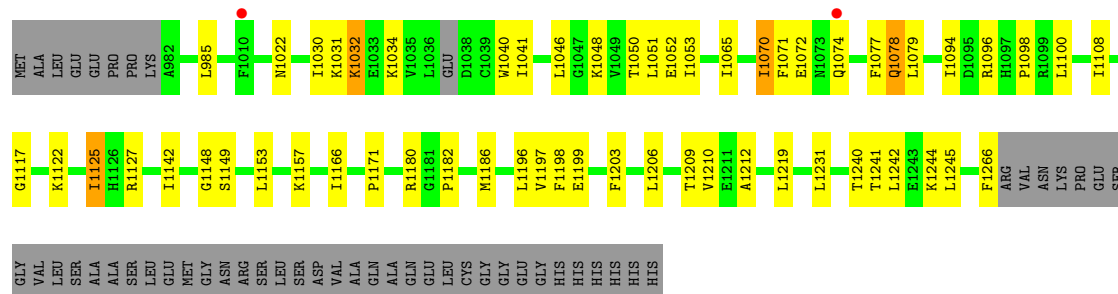 MET ALA LEU GLU GLU PRO PRO LYS A982 L985 F1010 N1022 I1030 K1031 K1032 E1033 K1034 V1035 L1036 GLU D1038 C1039 W1040 I1041 L1046 G1047 K1048 V1049 T1050 L1051 E1052 I1053 I1065 I1070 F1071 E1072 N1073 Q1074 F1077 Q1078 L1079 I1094 D1095 R1096 H1097 P1098 R1099 L1100 I1108
G1117 K1122 I1125 H1126 R1127 I1142 G1148 S1149 L1153 K1157 I1166 P1171 R1180 G1181 P1182 M1186 L1196 V1197 F1198 E1199 F1203 L1206 T1209 V1210 E1211 A1212 L1219 L1231 T1240 T1241 L1242 E1243 K1244 L1245 F1266 ARG VAL ASN LYS PRO GLU SER
GLY VAL LEU SER ALA ALA SER LEU GLU MET GLY ASN ARG SER LEU SER ASP VAL ALA GLN ALA GLN GLU LEU CYS GLY GLY GLU GLY HIS HIS HIS HIS HIS HIS